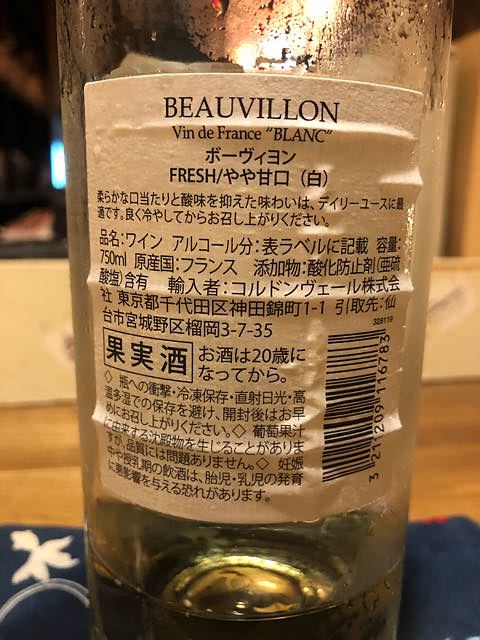 BEAUVILLON
Vin de France "BLANC"
ボーヴィヨン
FRESH/やや甘口（白）
柔らかな口当たりと酸味を抑えた味わいは、デイリーユースに最
適です。良く冷やしてからお召し上がりください。
品名:ワイン アルコール分:表ラベルに記載 容量:
750ml 原産国:フランス 添加物:酸化防止剤(亜硫
酸塩)含有 輸入者:コルドンヴェール株式会
社 東京都千代田区神田錦町1-1 引取先:仙
台市宮城野区榴岡3-7-35
328119
果実酒 お酒は20歳に
なってから。
◇ 瓶への衝撃・冷凍保存・直射日光・高
温多湿での保存を避け、開封後はお早
めにお召し上がりください。◇ 葡萄果汁
に由来する沈殿物を生じることがありま
すが、品質には問題ありません。◇ 妊娠
中や授乳期の飲酒は、胎児・乳児の発育
に悪影響を与える恐れがあります。
3 211209 116783